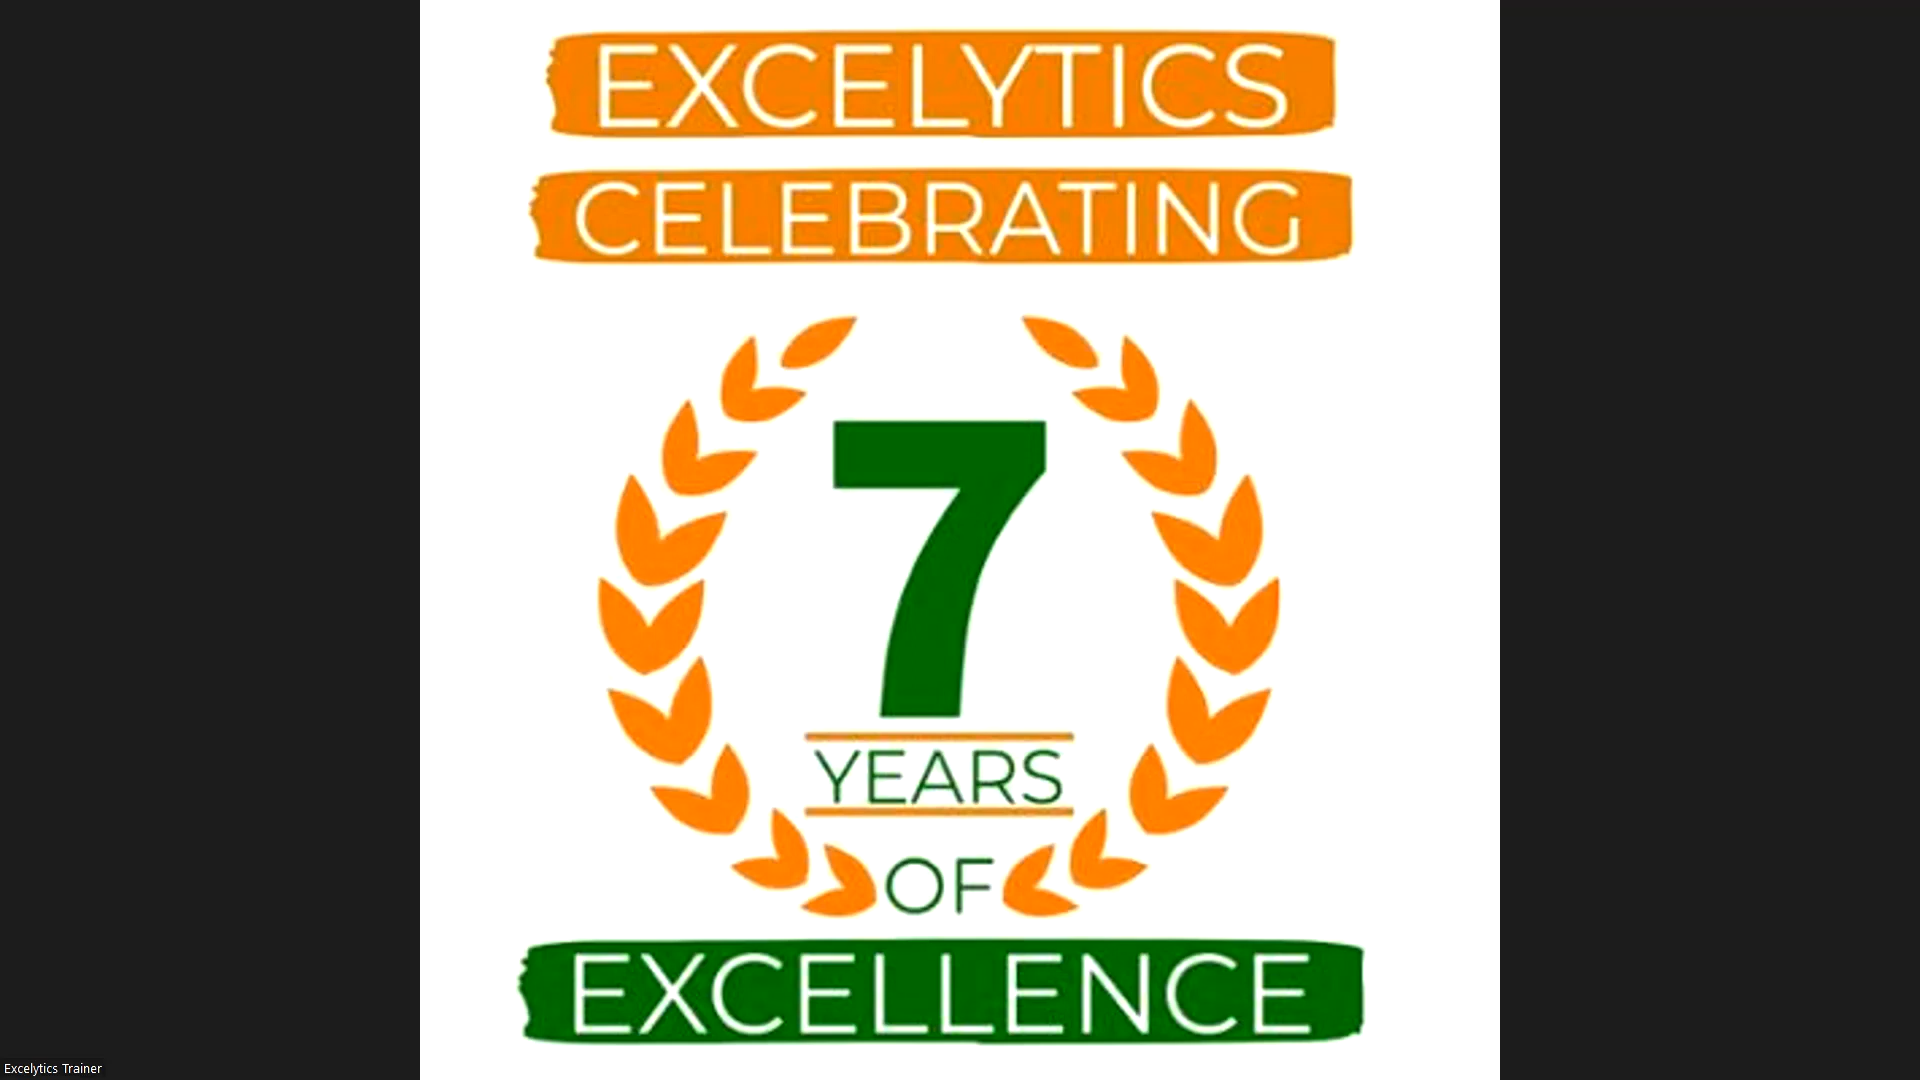 EXCELYTICS
CELEBRATING
7
YEARS
OF
EXCELLENCE
Excelytics Trainer